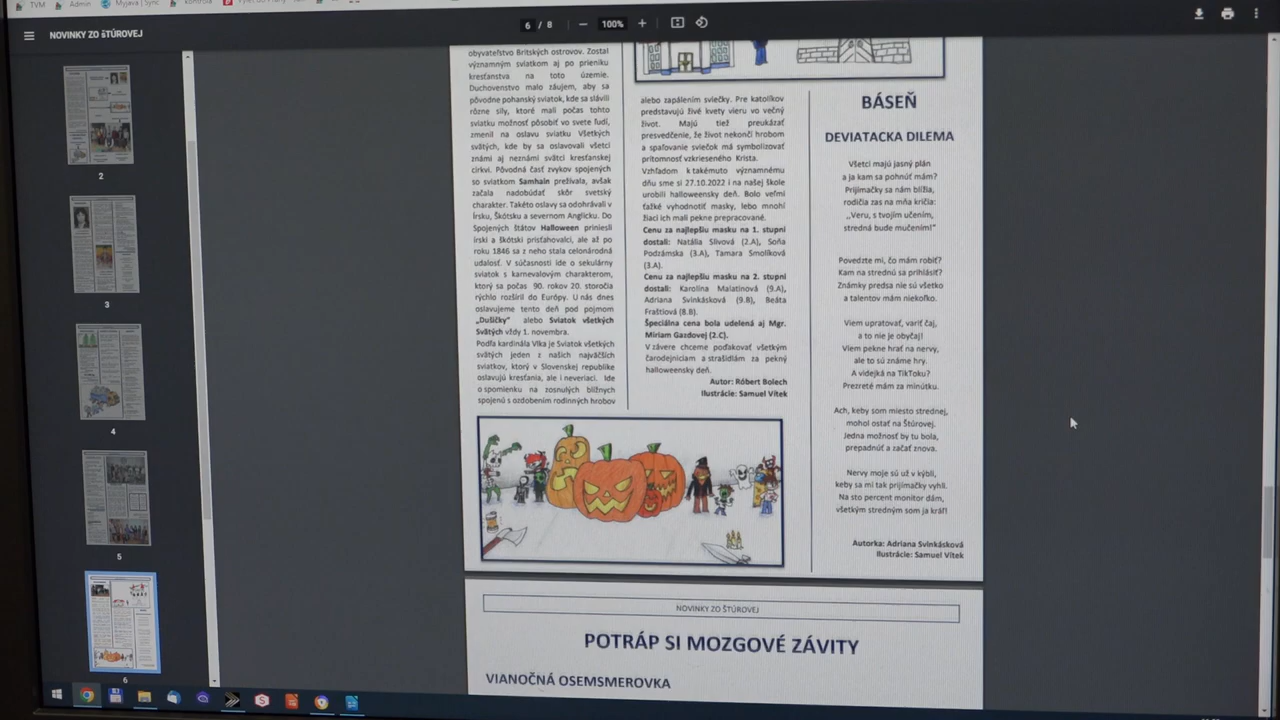 TVM
Admin
Myjava | Sync
kontrola
NOVINKY ZO ŠTÚROVEJ
6 / 8
100%
2
3
4
5
6
obyvateľstvo Britských ostrovov. Zostal
významným sviatkom aj po prieniku
kresťanstva na toto územie.
Duchovenstvo malo záujem, aby sa
pôvodne pohanský sviatok, kde sa slávili
rôzne sily, ktoré mali počas tohto
sviatku možnosť pôsobiť vo svete ľudí,
zmenil na oslavu sviatku Všetkých
svätých, kde by sa oslavovali všetci
známi aj neznámi svätci kresťanskej
cirkvi. Pôvodná časť zvykov spojených
so sviatkom Samhain prežívala, avšak
začala nadobúdať skôr svetský
charakter. Takéto oslavy sa odohrávali v
Írsku, Škótsku a severnom Anglicku. Do
Spojených štátov Halloween priniesli
írski a škótski prisťahovalci, ale až po
roku 1846 sa z neho stala celonárodná
udalosť. V súčasnosti ide o sekulárny
sviatok s karnevalovým charakterom,
ktorý sa počas 90. rokov 20. storočia
rýchlo rozšíril do Európy. U nás dnes
oslavujeme tento deň pod pojmom
„Dušičky" alebo Sviatok všetkých
Svätých vždy 1. novembra.
Podľa kardinála Vlka je Sviatok všetkých
svätých jeden z našich najväčších
sviatkov, ktorý v Slovenskej republike
oslavujú kresťania, ale i neveriaci. Ide
o spomienku na zosnulých blížnych
spojenú s ozdobením rodinných hrobov
alebo zapálením sviečky. Pre katolíkov
predstavujú živé kvety vieru vo večný
život. Majú tiež preukázať
presvedčenie, že život nekončí hrobom
a spaľovanie sviečok má symbolizovať
prítomnosť vzkrieseného Krista.
Vzhľadom k takémuto významnému
dňu sme si 27.10.2022 i na našej škole
urobili halloweensky deň. Bolo veľmi
ťažké vyhodnotiť masky, lebo mnohí
žiaci ich mali pekne prepracované.
Cenu za najlepšiu masku na 1. stupni
dostali: Natália Slivová (2.A), Soňa
Podzámska (3.A), Tamara Smolíková
(3.A).
Cenu za najlepšiu masku na 2. stupni
dostali: Karolína Malatinová (9.A),
Adriana Svinkásková (9.B), Beáta
Fraštiová (8.B).
Špeciálna cena bola udelená aj Mgr.
Miriam Gazdovej (2.C).
V závere chceme poďakovať všetkým
čarodejniciam a strašidlám za pekný
halloweensky deň.
Autor: Róbert Bolech
Ilustrácie: Samuel Vítek
BÁSEŇ
DEVIATACKA DILEMA
Všetci majú jasný plán
a ja kam sa pohnúť mám?
Prijímačky sa nám blížia,
rodičia zas na mňa kričia:
„Veru, s tvojím učením,
stredná bude mučením!"
Povedzte mi, čo mám robiť?
Kam na strednú sa prihlásiť?
Známky predsa nie sú všetko
a talentov mám niekoľko.
Viem upratovať, variť čaj,
a to nie je obyčaj!
Viem pekne hrať na nervy,
ale to sú známe hry.
A videjká na TikToku?
Prezreté mám za minútku.
Ach, keby som miesto strednej,
mohol ostať na Štúrovej.
Jedna možnosť by tu bola,
prepadnúť a začať znova.
Nervy moje sú už v kýbli,
keby sa mi tak prijímačky vyhli.
Na sto percent monitor dám,
všetkým stredným som ja kráľ!
Autorka: Adriana Svinkásková
Ilustrácie: Samuel Vítek
NOVINKY ZO ŠTÚROVEJ
POTRÁP SI MOZGOVÉ ZÁVITY
VIANOČNÁ OSEMSMEROVKA